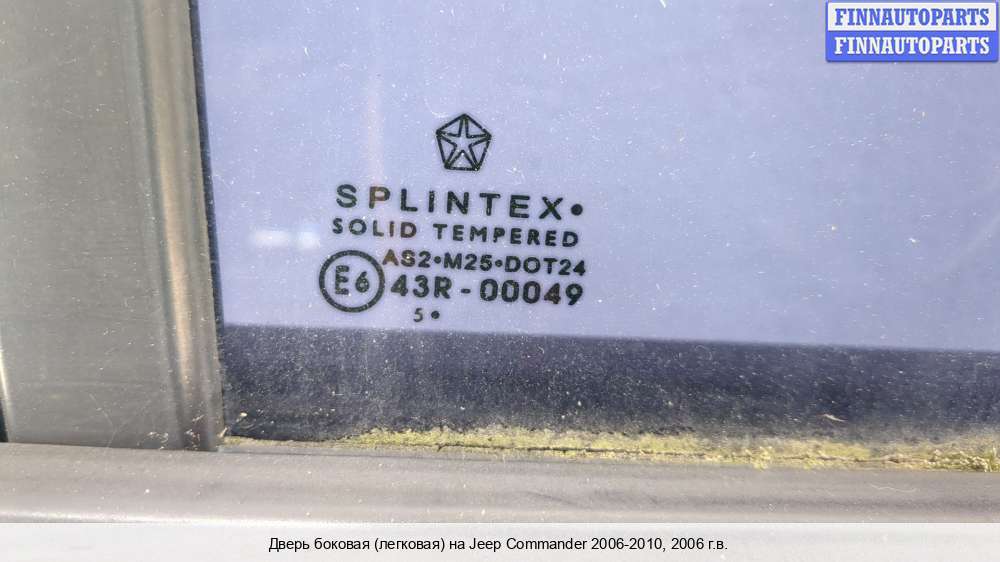 FINNAUTOPARTS
FINNAUTOPARTS
SPLINTEX•
SOLID TEMPERED
AS2•M25•DOT24
E6 43R-00049
5•
Дверь боковая (легковая) на Jeep Commander 2006-2010, 2006 г.в.